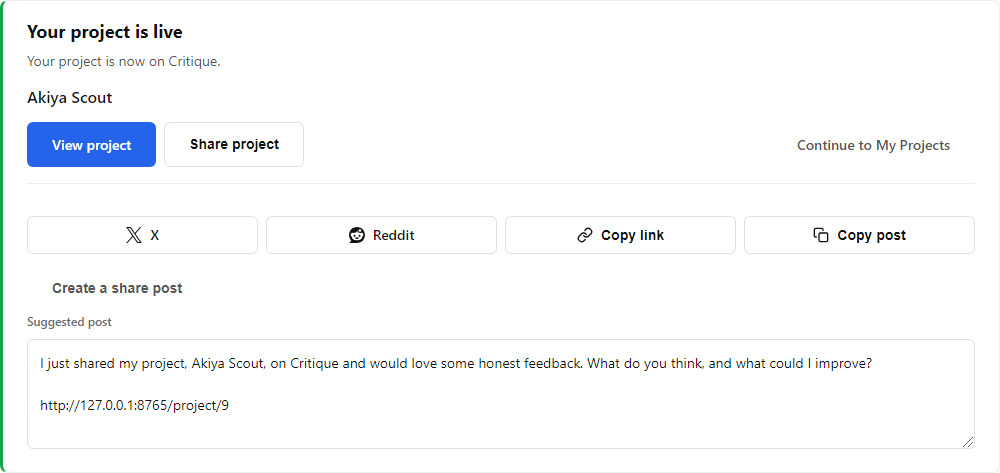 Your project is live
Your project is now on Critique.
Akiya Scout
View project
Share project
Continue to My Projects
X
Reddit
Copy link
Copy post
Create a share post
Suggested post
I just shared my project, Akiya Scout, on Critique and would love some honest feedback. What do you think, and what could I improve?
http://127.0.0.1:8765/project/9